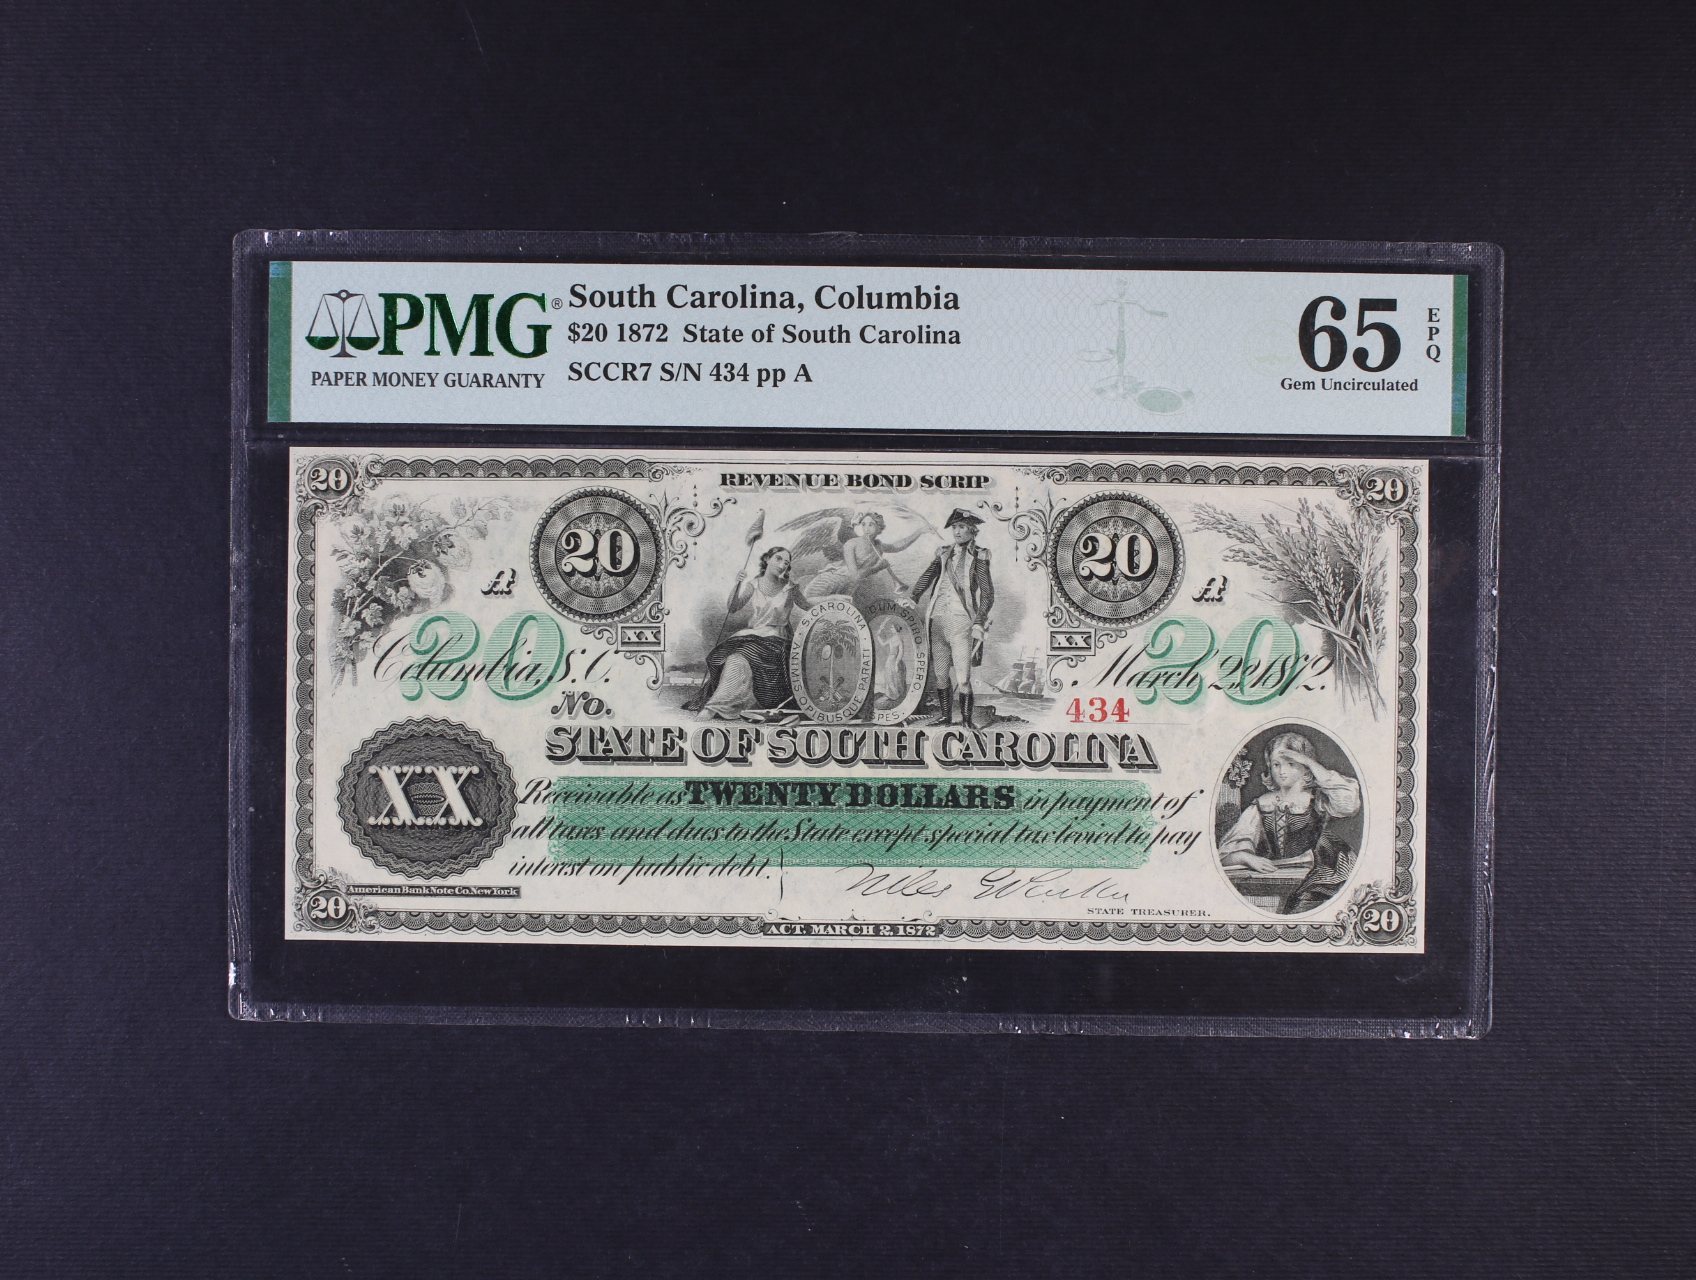 PMG®
PAPER MONEY GUARANTY
South Carolina, Columbia
$20 1872 State of South Carolina
SCCR7 S/N 434 pp A
65
EPQ
Gem Uncirculated
20
20
REVENUE BOND SCRIP
20
20
A
A
20
20
XX
XX
S. CAROLINA. ANIMIS OPIBUSQUE PARATI
DUM SPIRO SPERO. SPES.
Columbia, S.C.
March 2, 1872.
No.
434
STATE OF SOUTH CAROLINA
XX
Receivable as TWENTY DOLLARS in payment of
all taxes and dues to the State except special tax levied to pay
interest on public debt.
Niles G Parker
American Bank Note Co. New York
STATE TREASURER.
20
20
ACT. MARCH 2, 1872